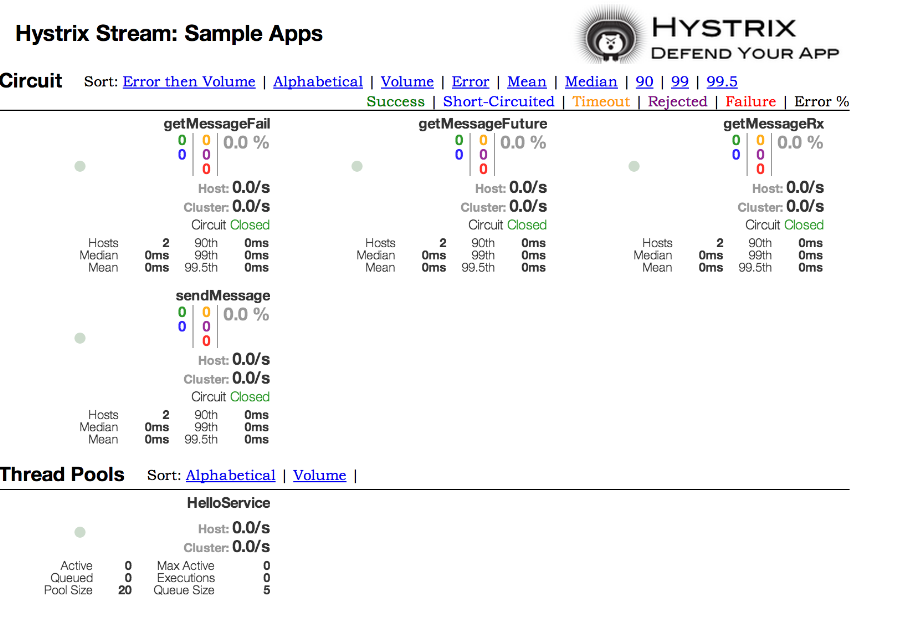 Hystrix Stream: Sample Apps
HYSTRIX
DEFEND YOUR APP
Circuit Sort: Error then Volume | Alphabetical | Volume | Error | Mean | Median | 90 | 99 | 99.5
Success | Short-Circuited | Timeout | Rejected | Failure | Error %
getMessageFail
0 0 0.0 %
0 0
0
Host: 0.0/s
Cluster: 0.0/s
Circuit Closed
Hosts 2 90th 0ms
Median 0ms 99th 0ms
Mean 0ms 99.5th 0ms
getMessageFuture
0 0 0.0 %
0 0
0
Host: 0.0/s
Cluster: 0.0/s
Circuit Closed
Hosts 2 90th 0ms
Median 0ms 99th 0ms
Mean 0ms 99.5th 0ms
getMessageRx
0 0 0.0 %
0 0
0
Host: 0.0/s
Cluster: 0.0/s
Circuit Closed
Hosts 2 90th 0ms
Median 0ms 99th 0ms
Mean 0ms 99.5th 0ms
sendMessage
0 0 0.0 %
0 0
0
Host: 0.0/s
Cluster: 0.0/s
Circuit Closed
Hosts 2 90th 0ms
Median 0ms 99th 0ms
Mean 0ms 99.5th 0ms
Thread Pools Sort: Alphabetical | Volume |
HelloService
Host: 0.0/s
Cluster: 0.0/s
Active 0 Max Active 0
Queued 0 Executions 0
Pool Size 20 Queue Size 5